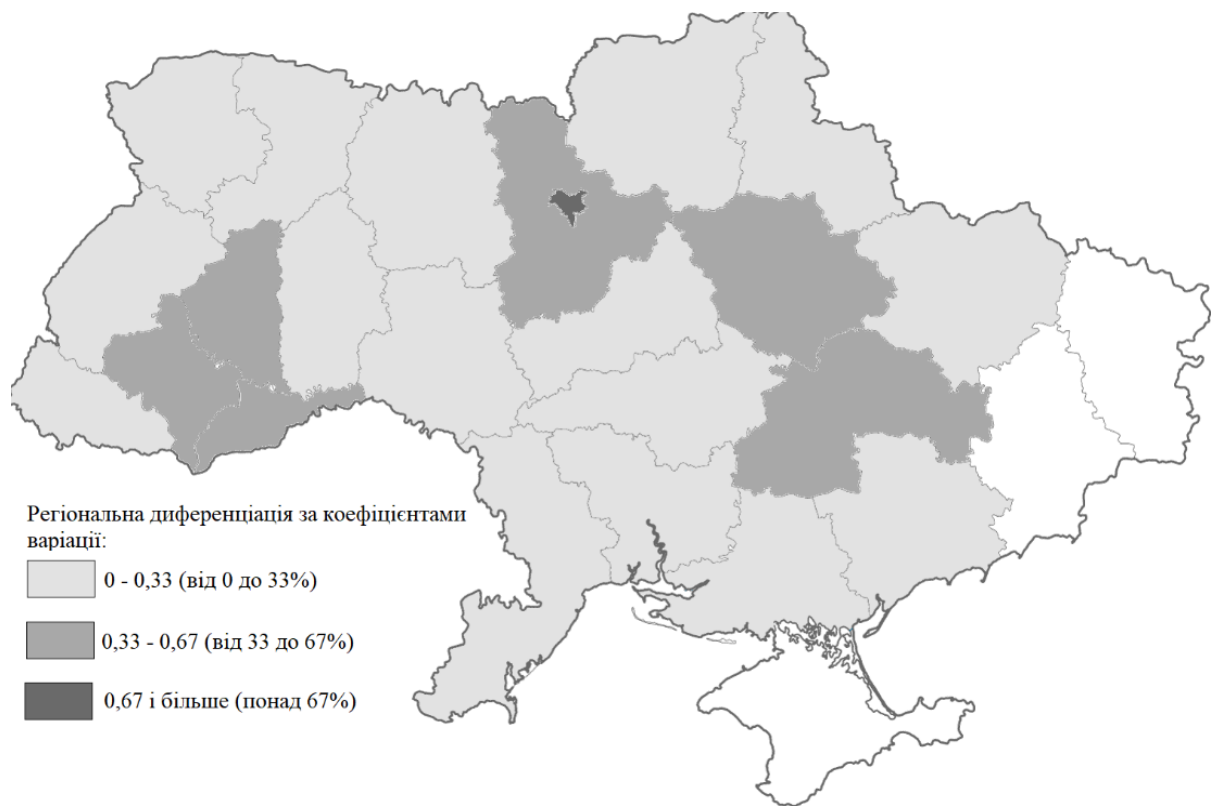 Регіональна диференціація за коефіцієнтами
варіації:
0 - 0,33 (від 0 до 33%)
0,33 - 0,67 (від 33 до 67%)
0,67 і більше (понад 67%)